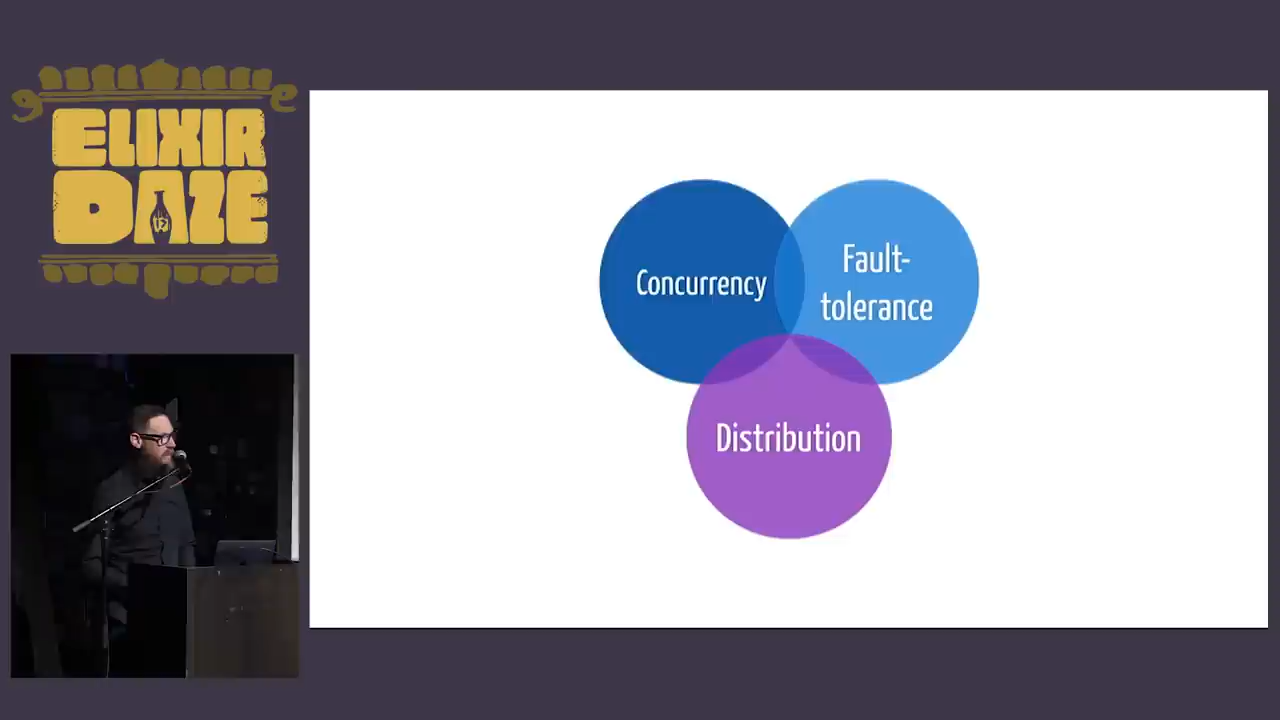 ELIXIR
DAZE
Concurrency
Fault-
tolerance
Distribution